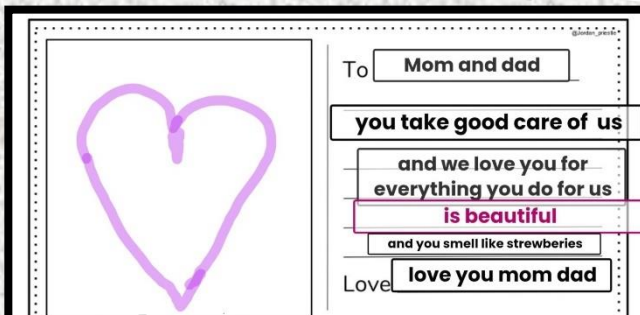 To Mom and dad
you take good care of us
and we love you for
everything you do for us
is beautiful
and you smell like strewberies
Love love you mom dad